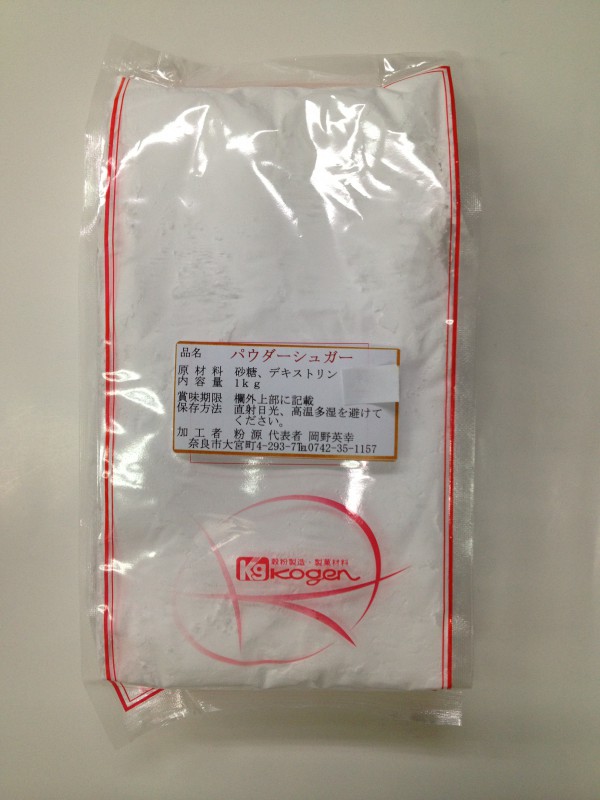 品名 パウダーシュガー
原材料 砂糖、デキストリン
内容量 1kg
賞味期限 欄外上部に記載
保存方法 直射日光、高温多湿を避けて
ください。
加工者 粉源 代表者 岡野英幸
奈良市大宮町4-293-7℡0742-35-1157
穀粉製造・製菓材料
Kg Kogen